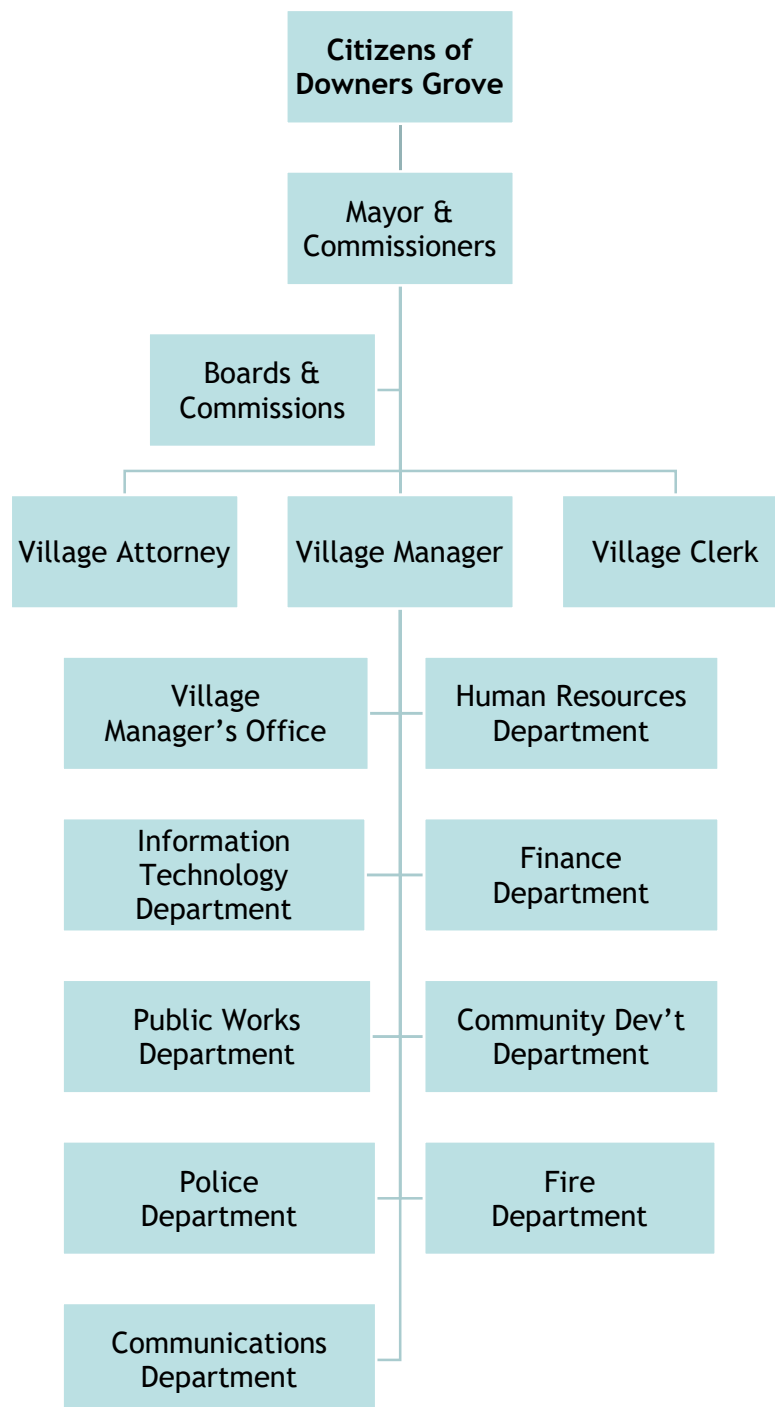 Citizens of
Downers Grove
Mayor &
Commissioners
Boards &
Commissions
Village Attorney
Village Manager
Village Clerk
Village
Manager’s Office
Human Resources
Department
Information
Technology
Department
Finance
Department
Public Works
Department
Community Dev’t
Department
Police
Department
Fire
Department
Communications
Department